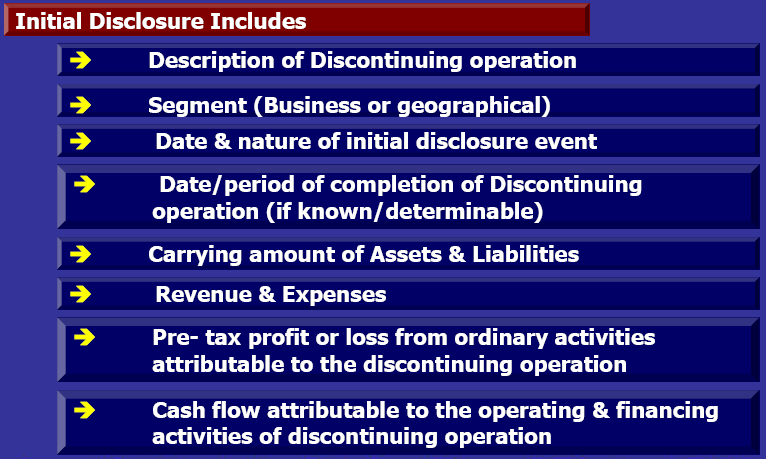 Initial Disclosure Includes
Description of Discontinuing operation
Segment (Business or geographical)
Date & nature of initial disclosure event
Date/period of completion of Discontinuing
operation (if known/determinable)
Carrying amount of Assets & Liabilities
Revenue & Expenses
Pre- tax profit or loss from ordinary activities
attributable to the discontinuing operation
Cash flow attributable to the operating & financing
activities of discontinuing operation